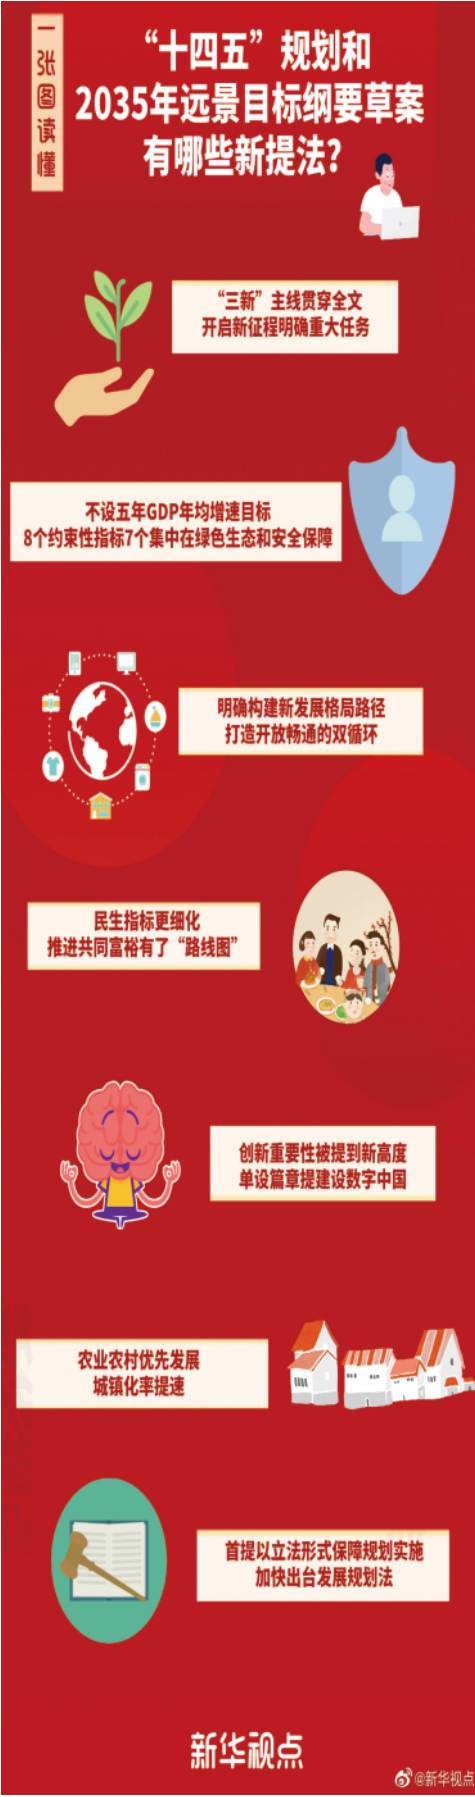 一张图读懂
“十四五”规划和
2035年远景目标纲要草案
有哪些新提法？
“三新”主线贯穿全文
开启新征程明确重大任务
不设五年GDP年均增速目标
8个约束性指标7个集中在绿色生态和安全保障
明确构建新发展格局路径
打造开放畅通的双循环
民生指标更细化
推进共同富裕有了“路线图”
创新重要性被提到新高度
单设篇章提建设数字中国
农业农村优先发展
城镇化率提速
首提以立法形式保障规划实施
加快出台发展规划法
新华视点
@新华视点